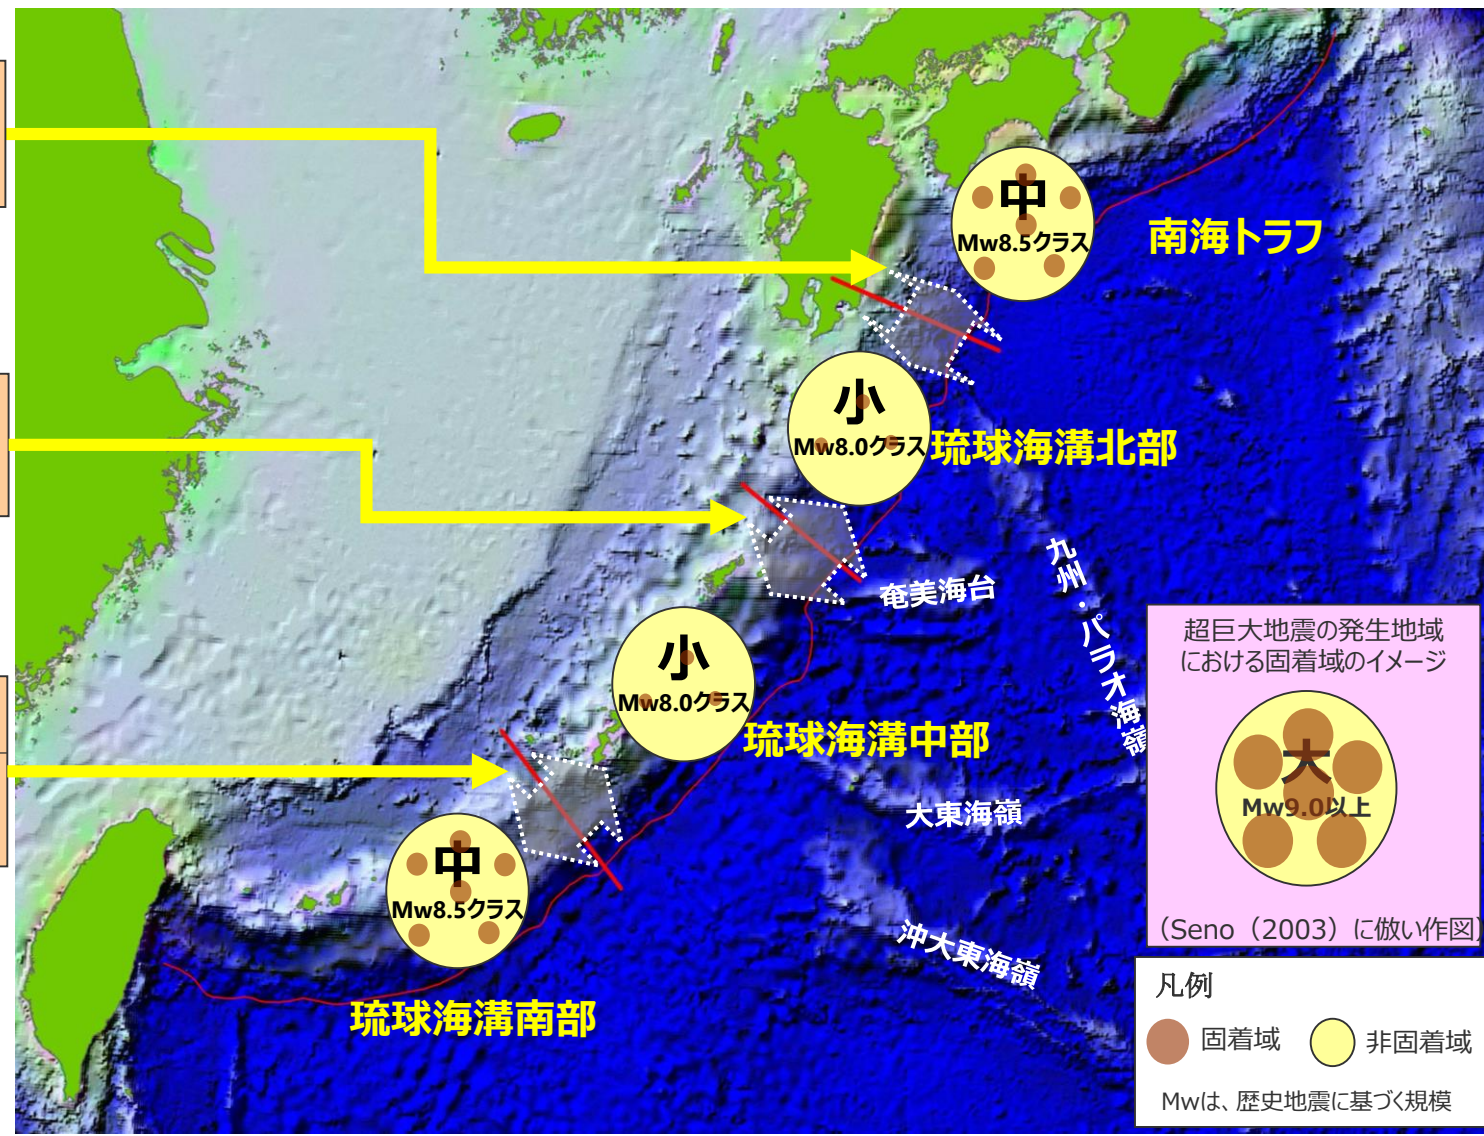 中
Mw8.5クラス
南海トラフ
小
Mw8.0クラス
琉球海溝北部
九州・パラオ海嶺
奄美海台
小
Mw8.0クラス
琉球海溝中部
大東海嶺
中
Mw8.5クラス
沖大東海嶺
琉球海溝南部
超巨大地震の発生地域
における固着域のイメージ
大
Mw9.0以上
（Seno（2003）に倣い作図）
凡例
固着域
非固着域
Mwは、歴史地震に基づく規模